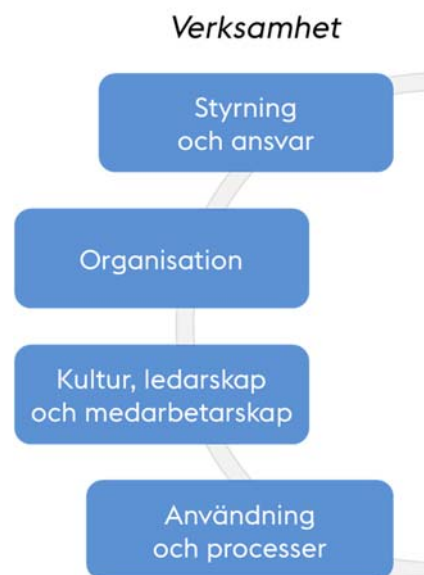 Verksamhet
Styrning
och ansvar
Organisation
Kultur, ledarskap
och medarbetarskap
Användning
och processer